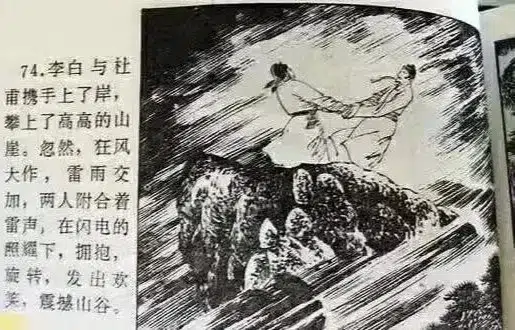 74.李白与杜
甫携手上了岸，
攀上了高高的山
崖。忽然，狂风
大作，雷雨交
加，两人附合着
雷声，在闪电的
照耀下，拥抱，
旋转，发出欢
笑，震撼山谷。